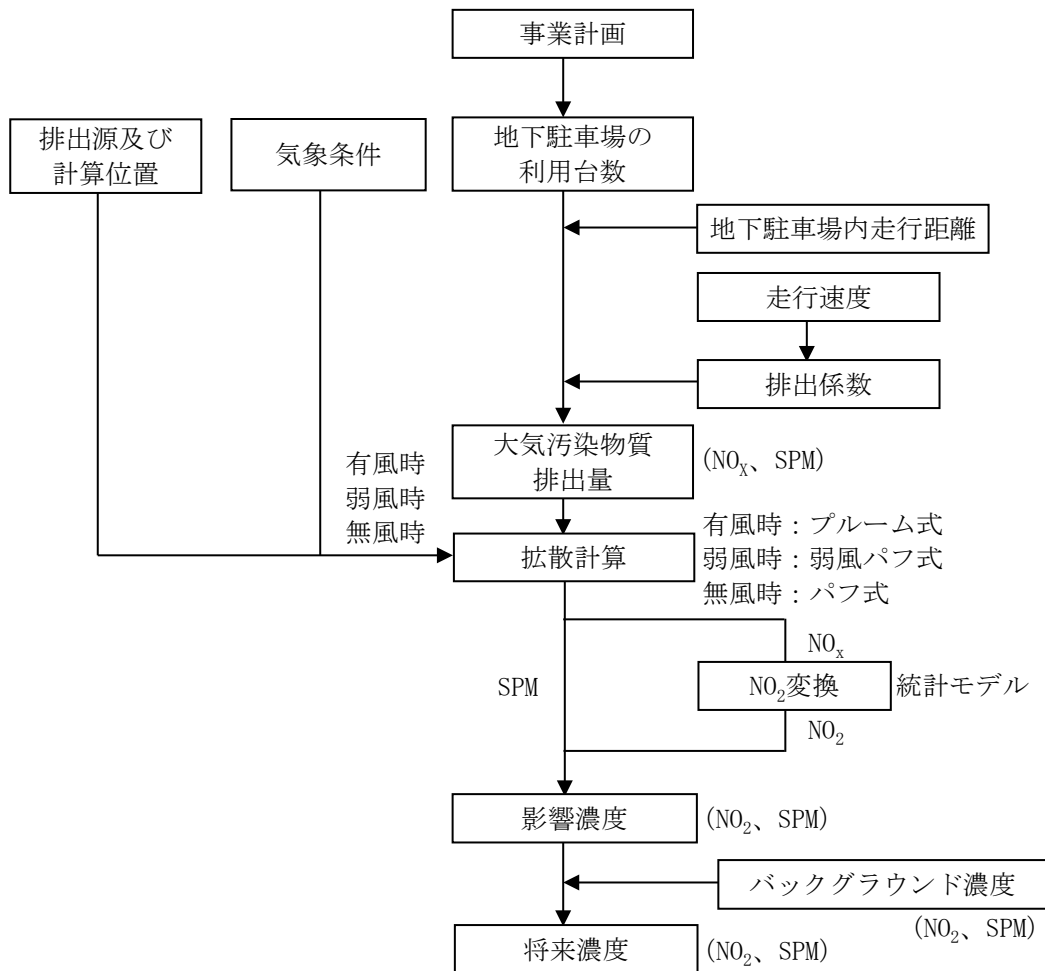 事業計画
排出源及び
計算位置
気象条件
地下駐車場の
利用台数
地下駐車場内走行距離
走行速度
排出係数
大気汚染物質
排出量
(NOX、SPM)
有風時
弱風時
無風時
拡散計算
有風時：プルーム式
弱風時：弱風パフ式
無風時：パフ式
NOx
SPM
NO2変換
統計モデル
NO2
影響濃度
(NO2、SPM)
バックグラウンド濃度
(NO2、SPM)
将来濃度
(NO2、SPM)